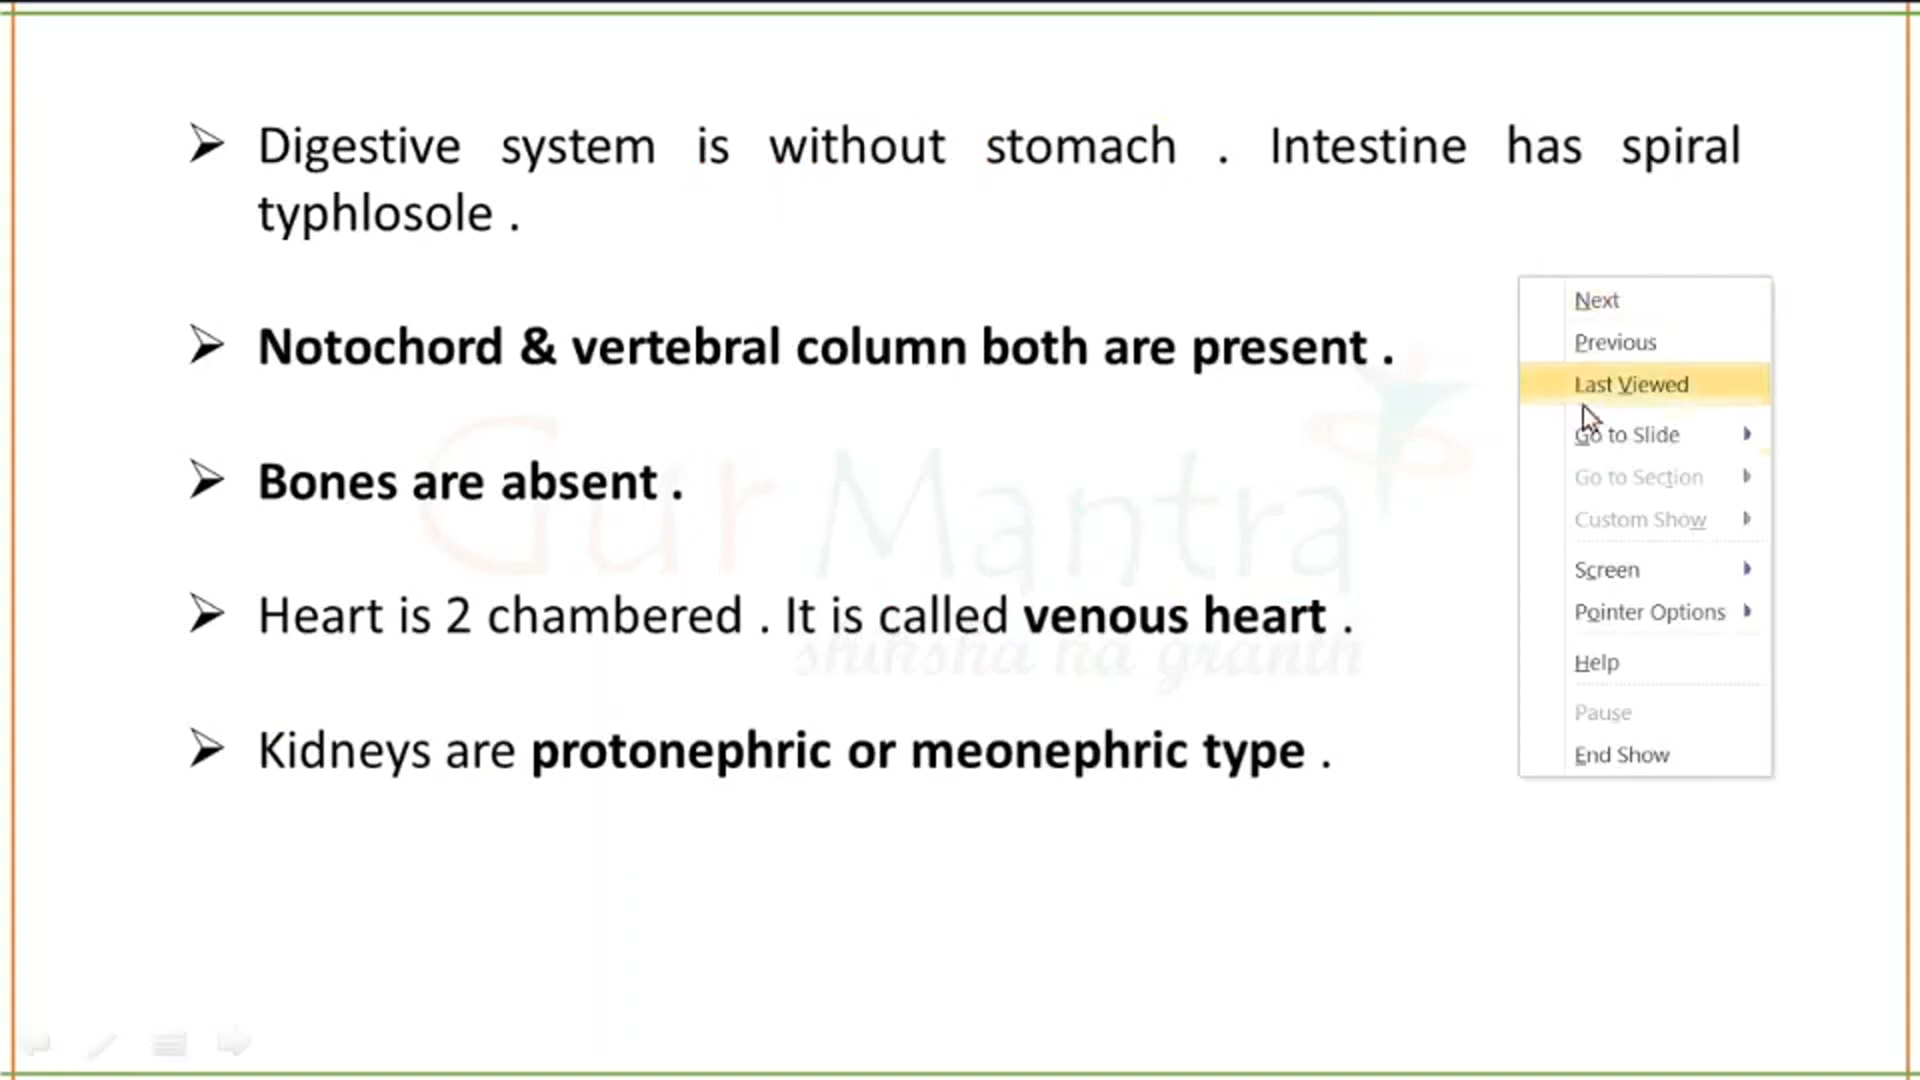 Digestive system is without stomach . Intestine has spiral
typhlosole .
Notochord & vertebral column both are present .
Bones are absent .
Heart is 2 chambered . It is called venous heart .
Kidneys are protonephric or meonephric type .
Gur Mantra
shiksha ka granth
Next
Previous
Last Viewed
Go to Slide
Go to Section
Custom Show
Screen
Pointer Options
Help
Pause
End Show